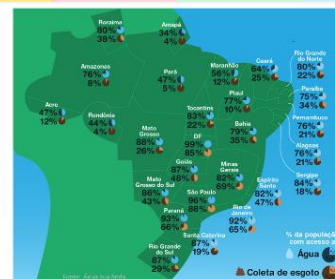 Roraima
80%
38%
Amapá
34%
4%
Amazonas
76%
8%
Pará
47%
5%
Maranhão
56%
12%
Ceará
64%
25%
Rio Grande
do Norte
80%
22%
Paraíba
75%
34%
Pernambuco
76%
21%
Alagoas
76%
21%
Sergipe
84%
18%
Piauí
77%
10%
Acre
47%
12%
Rondônia
44%
4%
Tocantins
83%
22%
Bahia
79%
35%
Mato
Grosso
88%
26%
DF
99%
85%
Goiás
87%
48%
Minas
Gerais
82%
69%
Espírito
Santo
82%
47%
Mato
Grosso do Sul
86%
43%
São Paulo
96%
88%
Rio de
Janeiro
92%
65%
Paraná
93%
66%
Santa Catarina
87%
19%
Rio Grande
do Sul
87%
29%
% da população
com acesso
Água
Coleta de esgoto